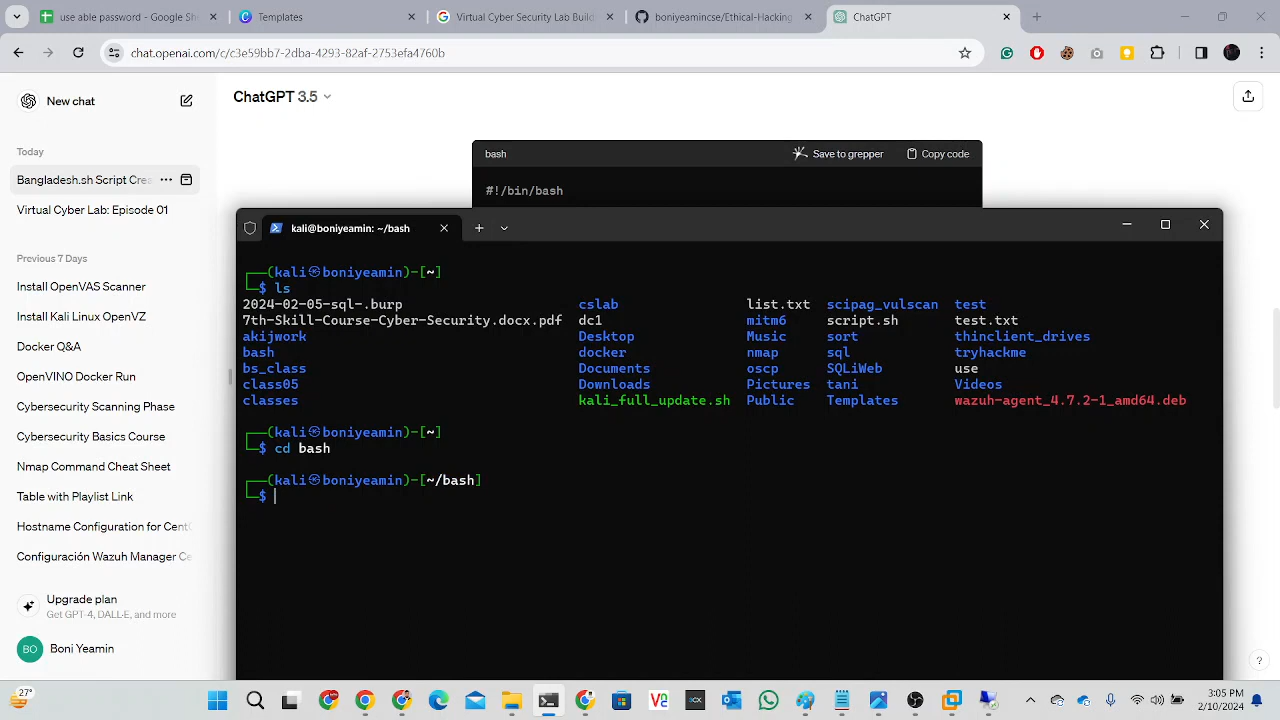 use all password - Google Sh
Templates
Virtual Cyber Security Lab Build
boniyeamincse/Ethical-Hacking
ChatGPT
chat.openai.com/c/c3e59bb7-2dba-4293-82af-2753efa4760b
New chat
ChatGPT 3.5
Today
Bangladesh.sh Script Crea
Virtual Cyber Lab: Episode 01
Previous 7 Days
Install OpenVAS Scanner
Install Kali Linux OpenVZ
Docker Q&A
OpenVINO Docker Run
Cybersecurity Scanning Phase
Cybersecurity Basics Course
Nmap Command Cheat Sheet
Table with Playlist Link
Hostname Configuration for Cent
Configuración Wazuh Manager Ce
Upgrade plan
Get GPT-4, DALL·E, and more
BO
Boni Yeamin
bash
Save to grepper
Copy code
#!/bin/bash
kali@boniyeamin: ~/bash
┌──(kali㉿boniyeamin)-[~]
└─$ ls
2024-02-05-sql-.burp cslab list.txt scipag_vulscan test
7th-Skill-Course-Cyber-Security.docx.pdf dc1 mitm6 script.sh test.txt
akijwork Desktop Music sort thinclient_drives
bash docker nmap sql tryhackme
bs_class Documents oscp SQLiWeb use
class05 Downloads Pictures tani Videos
classes kali_full_update.sh Public Templates wazuh-agent_4.7.2-1_amd64.deb
┌──(kali㉿boniyeamin)-[~]
└─$ cd bash
┌──(kali㉿boniyeamin)-[~/bash]
└─$
?
27°
3:05 PM
2/10/2024